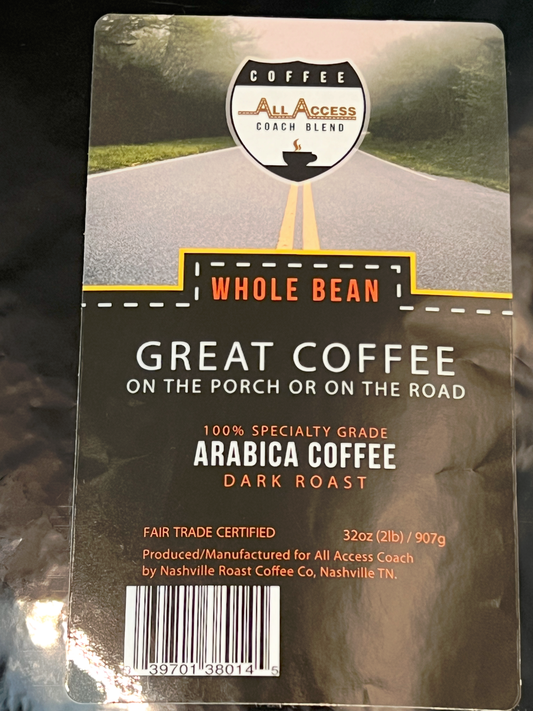 COFFEE
ALL ACCESS
COACH BLEND
WHOLE BEAN
GREAT COFFEE
ON THE PORCH OR ON THE ROAD
100% SPECIALTY GRADE
ARABICA COFFEE
DARK ROAST
FAIR TRADE CERTIFIED 32oz (2lb) / 907g
Produced/Manufactured for All Access Coach
by Nashville Roast Coffee Co, Nashville TN.
0 39701 38014 5